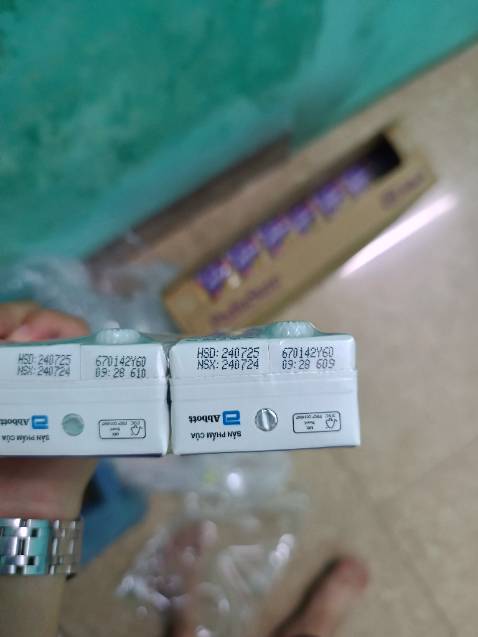 HSD: 240725
NSX: 240724
670142Y60
09:28 610
HSD: 240725
NSX: 240724
670142Y60
09:28 609
SẢN PHẨM CỦA
Abbott
SẢN PHẨM CỦA
Abbott